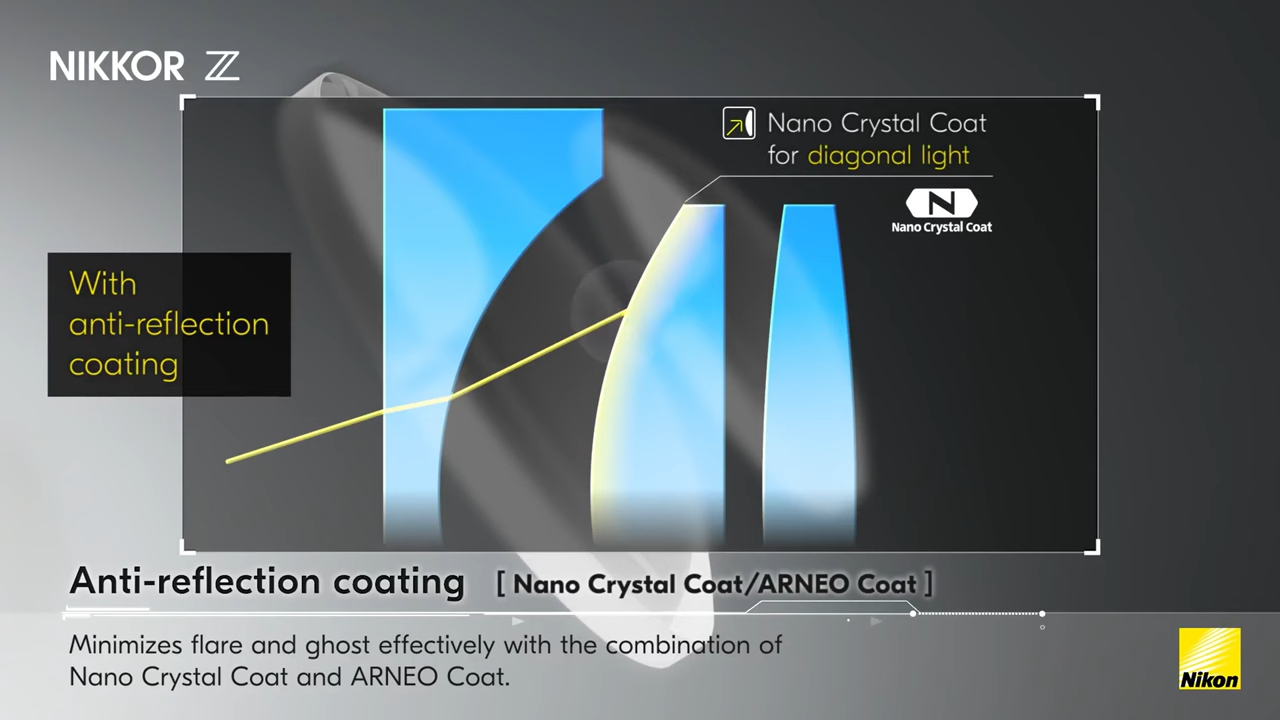 NIKKOR Z
Nano Crystal Coat
for diagonal light
N
Nano Crystal Coat
With
anti-reflection
coating
Anti-reflection coating [ Nano Crystal Coat/ARNEO Coat ]
Minimizes flare and ghost effectively with the combination of
Nano Crystal Coat and ARNEO Coat.
Nikon